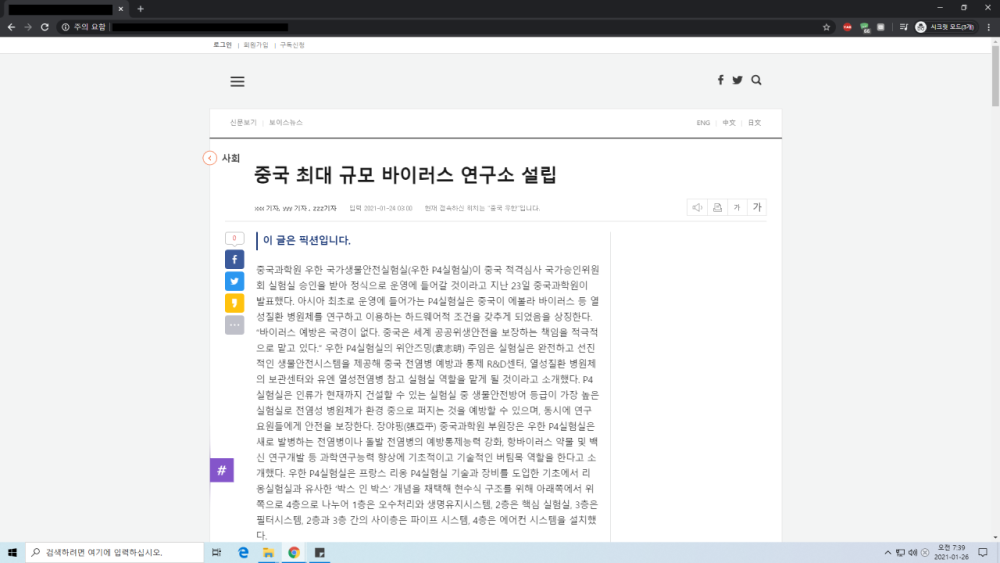 주의 요함
시크릿 모드(3개)
로그인 | 회원가입 | 구독신청
신문보기 | 보이스뉴스
ENG | 中文 | 日文
사회
중국 최대 규모 바이러스 연구소 설립
xxx 기자, yyy 기자, zzz기자 입력 2021-01-26 03:00 현재 접속하신 위치는 "중국 우한"입니다.
가 가
0
이 글은 픽션입니다.
중국과학원 우한 국가생물안전실험실(우한 P4실험실)이 중국 적격심사 국가승인위원
회 실험실 승인을 받아 정식으로 운영에 들어갈 것이라고 지난 23일 중국과학원이
발표했다. 아시아 최초로 운영에 들어가는 P4실험실은 중국이 에볼라 바이러스 등 열
성질환 병원체를 연구하고 이용하는 하드웨어적 조건을 갖추게 되었음을 상징한다.
"바이러스 예방은 국경이 없다. 중국은 세계 공공위생안전을 보장하는 책임을 적극적
으로 맡고 있다." 우한 P4실험실의 위안즈밍(袁志明) 주임은 실험실은 완전하고 선진
적인 생물안전시스템을 제공해 중국 전염병 예방과 통제 R&D센터, 열성질환 병원체
의 보관센터와 유엔 열성전염병 참고 실험실 역할을 맡게 될 것이라고 소개했다. P4
실험실은 인류가 현재까지 건설할 수 있는 실험실 중 생물안전방어 등급이 가장 높은
실험실로 전염성 병원체가 환경 중으로 퍼지는 것을 예방할 수 있으며, 동시에 연구
요원들에게 안전을 보장한다. 장야핑(張亞平) 중국과학원 부원장은 우한 P4실험실은
새로 발병하는 전염병이나 돌발 전염병의 예방통제능력 강화, 항바이러스 약물 및 백
신 연구개발 등 과학연구능력 향상에 기초적이고 기술적인 버팀목 역할을 한다고 소
개했다. 우한 P4실험실은 프랑스 리옹 P4실험실 기술과 장비를 도입한 기초에서 리
옹실험실과 유사한 '박스 인 박스' 개념을 채택해 현수식 구조를 위해 아래쪽에서 위
쪽으로 4층으로 나누어 1층은 오수처리와 생명유지시스템, 2층은 핵심 실험실, 3층은
필터시스템, 2층과 3층 간의 사이층은 파이프 시스템, 4층은 에어컨 시스템을 설치했
다.
#
검색하려면 여기에 입력하십시오.
오전 7:39
2021-01-26